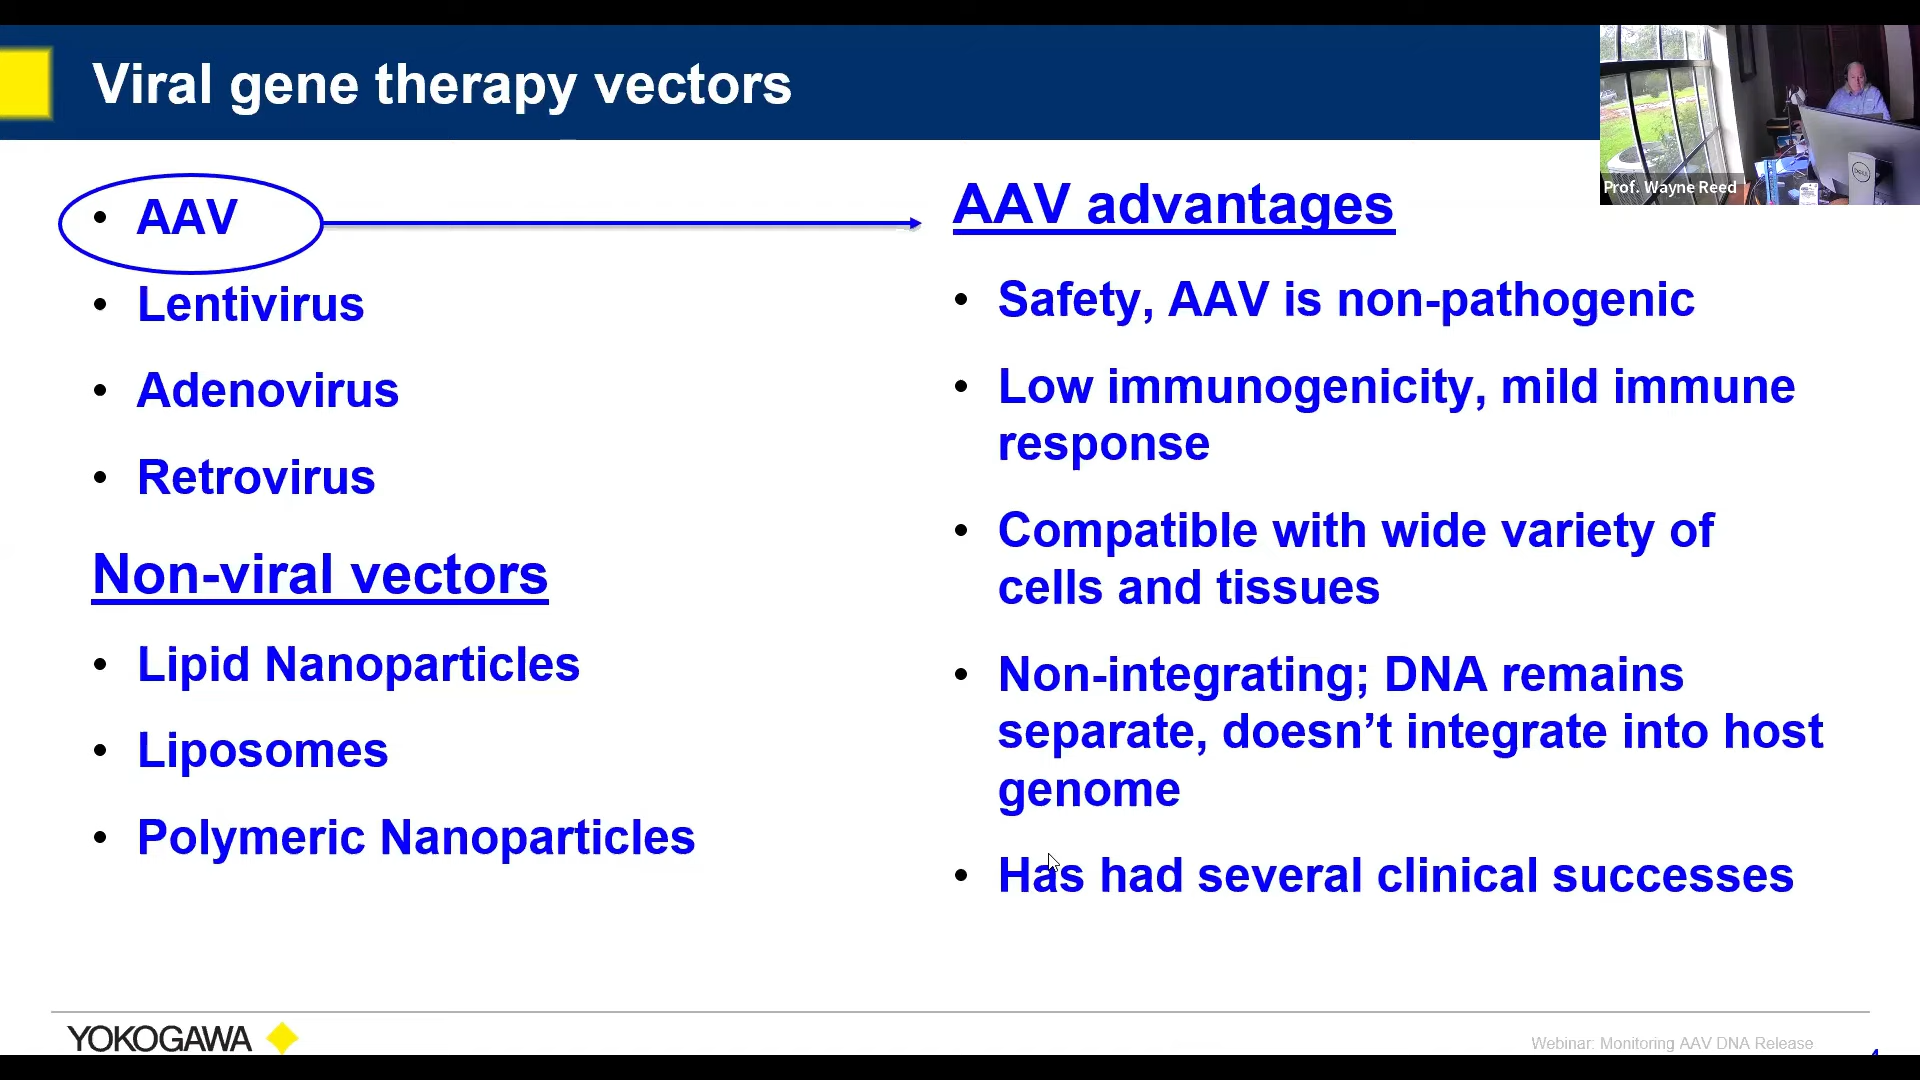 Viral gene therapy vectors
Prof. Wayne Reed
• AAV
• Lentivirus
• Adenovirus
• Retrovirus
Non-viral vectors
• Lipid Nanoparticles
• Liposomes
• Polymeric Nanoparticles
AAV advantages
• Safety, AAV is non-pathogenic
• Low immunogenicity, mild immune
response
• Compatible with wide variety of
cells and tissues
• Non-integrating; DNA remains
separate, doesn’t integrate into host
genome
• Has had several clinical successes
YOKOGAWA
Webinar: Monitoring AAV DNA Release